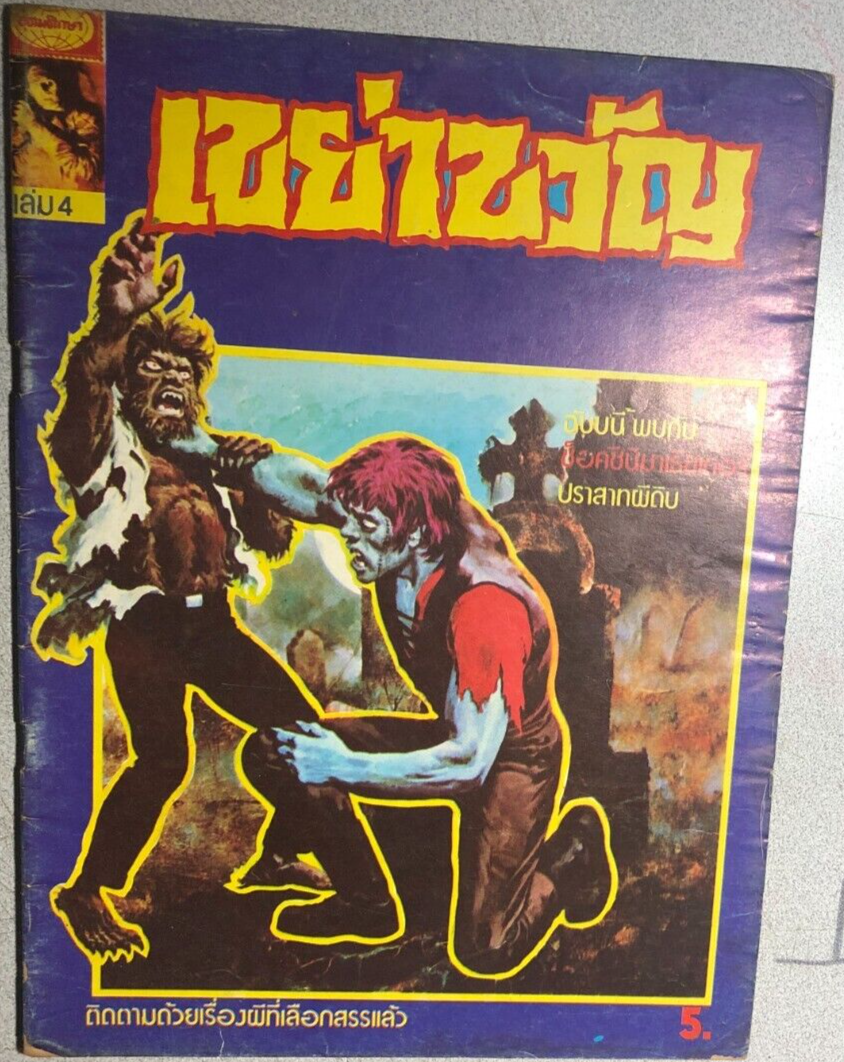 เล่ม 4
เขย่าขวัญ
ฉบับนี้ พบกับ
ปราสาทผีดิบ
ติดตามด้วยเรื่องผีที่เลือกสรรแล้ว
5.